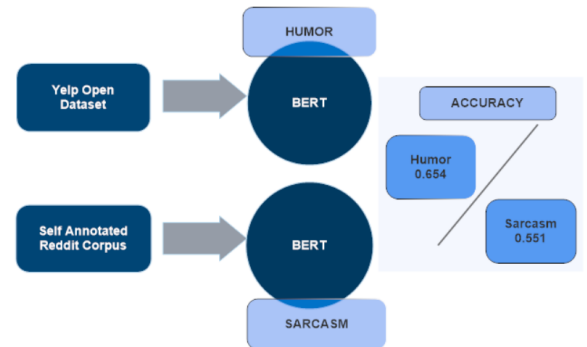 HUMOR
Yelp Open
Dataset
BERT
ACCURACY
Humor
0.654
Self Annotated
Reddit Corpus
BERT
Sarcasm
0.551
SARCASM